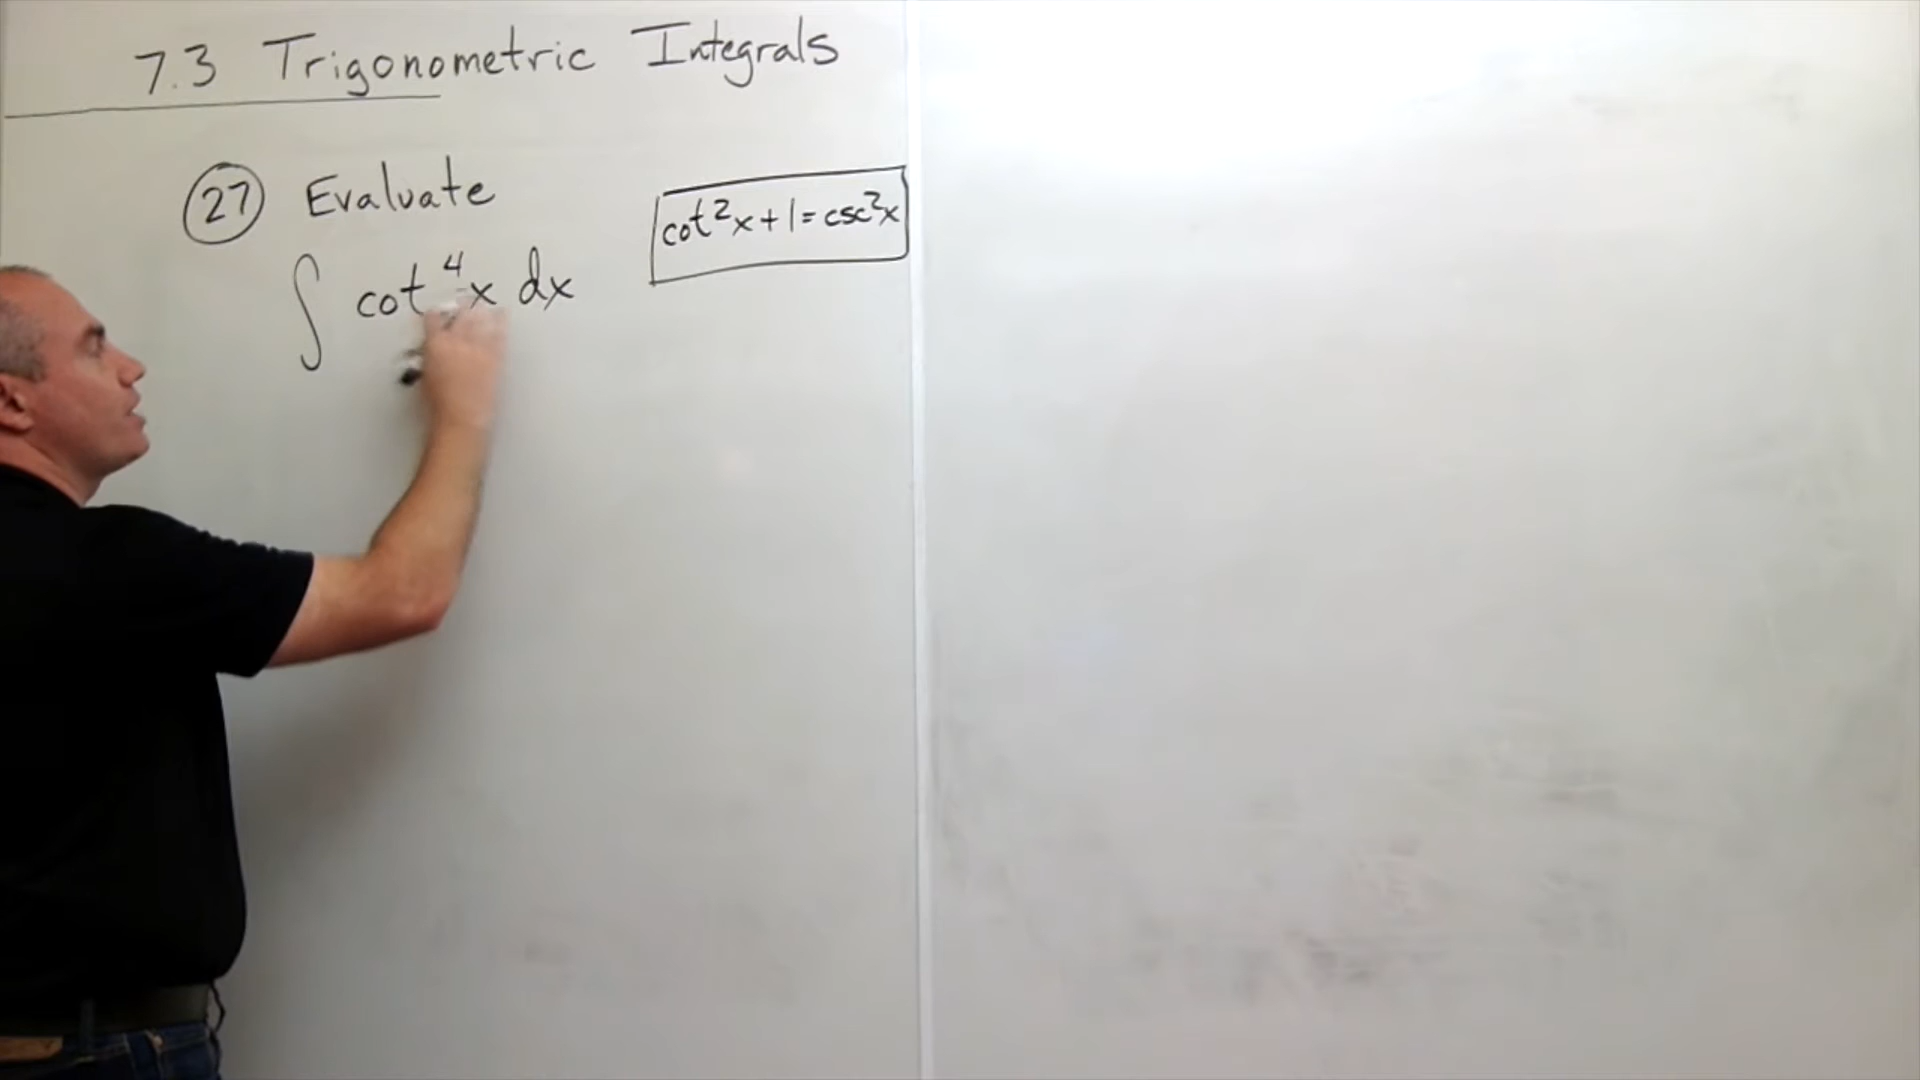 7.3 Trigonometric Integrals
27 Evaluate
∫ cot⁴x dx
cot²x+1=csc²x